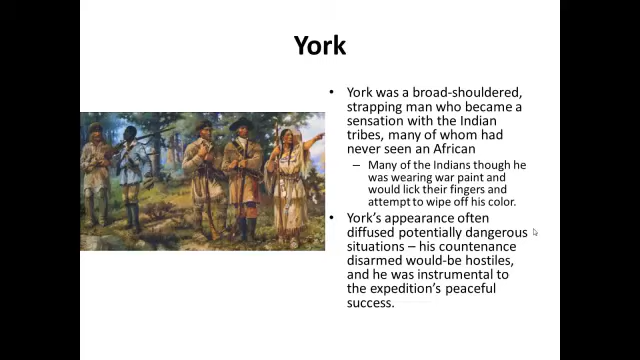 York
• York was a broad-shouldered,
strapping man who became a
sensation with the Indian
tribes, many of whom had
never seen an African
– Many of the Indians though he
was wearing war paint and
would lick their fingers and
attempt to wipe off his color.
• York's appearance often
diffused potentially dangerous
situations – his countenance
disarmed would-be hostiles,
and he was instrumental to
the expedition's peaceful
success.